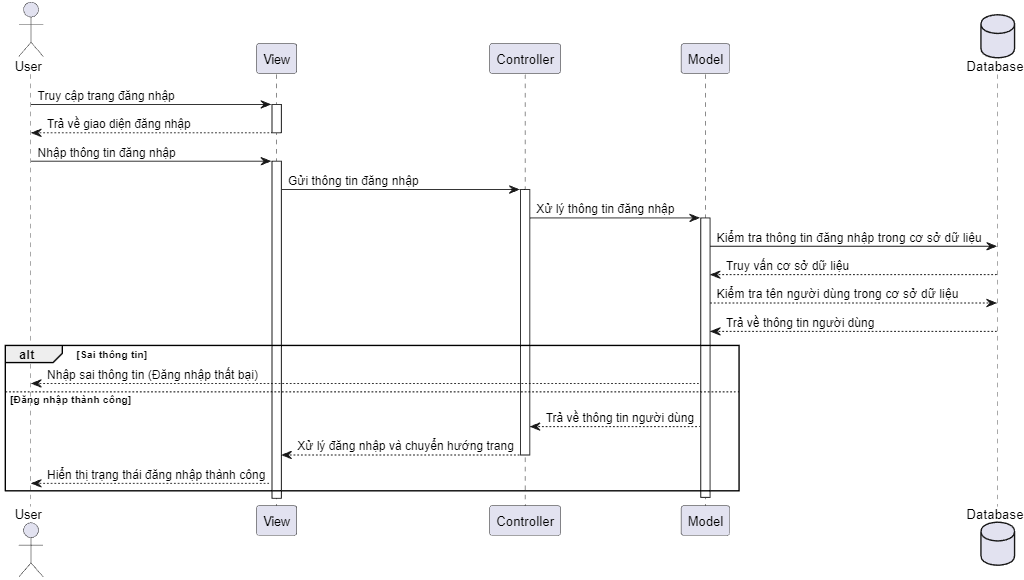 User
View
Controller
Model
Database
Truy cập trang đăng nhập
Trả về giao diện đăng nhập
Nhập thông tin đăng nhập
Gửi thông tin đăng nhập
Xử lý thông tin đăng nhập
Kiểm tra thông tin đăng nhập trong cơ sở dữ liệu
Truy vấn cơ sở dữ liệu
Kiểm tra tên người dùng trong cơ sở dữ liệu
Trả về thông tin người dùng
alt [Sai thông tin]
Nhập sai thông tin (Đăng nhập thất bại)
[Đăng nhập thành công]
Trả về thông tin người dùng
Xử lý đăng nhập và chuyển hướng trang
Hiển thị trạng thái đăng nhập thành công
User
View
Controller
Model
Database